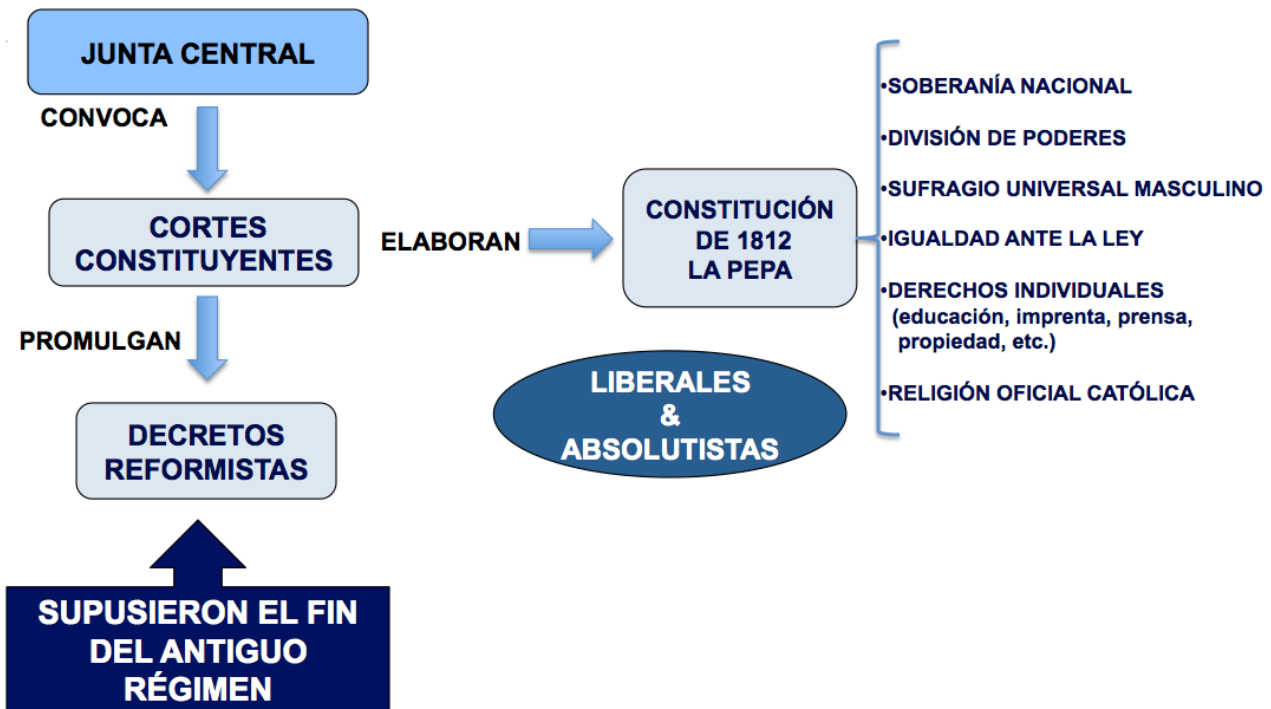 JUNTA CENTRAL
CONVOCA
CORTES
CONSTITUYENTES
PROMULGAN
DECRETOS
REFORMISTAS
SUPUSIERON EL FIN
DEL ANTIGUO
RÉGIMEN
ELABORAN
CONSTITUCIÓN
DE 1812
LA PEPA
LIBERALES
&
ABSOLUTISTAS
•SOBERANÍA NACIONAL
•DIVISIÓN DE PODERES
•SUFRAGIO UNIVERSAL MASCULINO
•IGUALDAD ANTE LA LEY
•DERECHOS INDIVIDUALES
(educación, imprenta, prensa,
propiedad, etc.)
•RELIGIÓN OFICIAL CATÓLICA